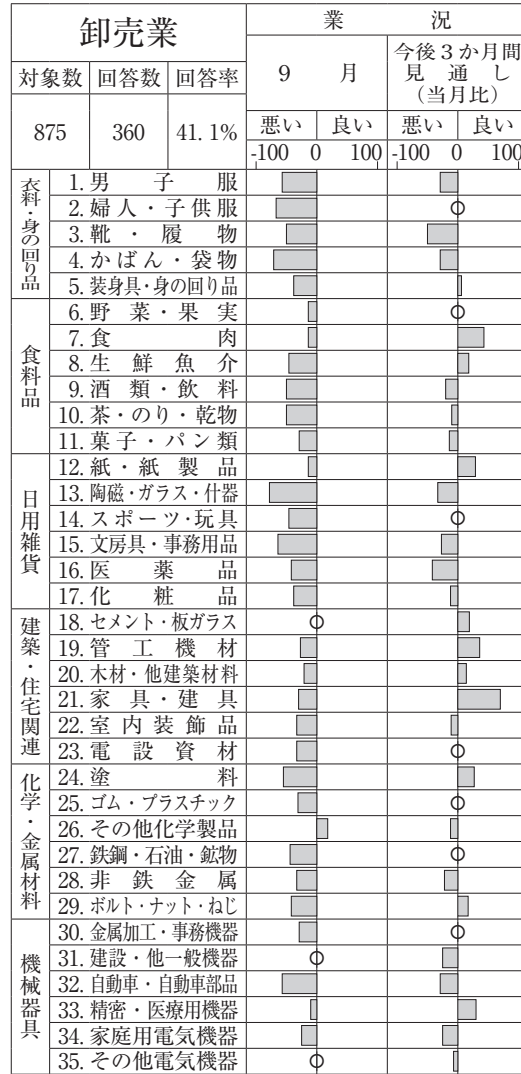 卸売業
業況
対象数 回答数 回答率
875 360 41.1%
9月
今後３か月間
見通し
（当月比）
悪い 良い 悪い 良い
-100 0 100 -100 0 100
衣料・身の回り品
1. 男子服
2. 婦人・子供服
3. 靴・履物
4. かばん・袋物
5. 装身具・身の回り品
食料品
6. 野菜・果実
7. 食肉
8. 生鮮魚介
9. 酒類・飲料
10. 茶・のり・乾物
11. 菓子・パン類
日用雑貨
12. 紙・紙製品
13. 陶磁・ガラス・什器
14. スポーツ・玩具
15. 文房具・事務用品
16. 医薬品
17. 化粧品
建築・住宅関連
18. セメント・板ガラス
19. 管工機材
20. 木材・他建築材料
21. 家具・建具
22. 室内装飾品
23. 電設資材
化学・金属材料
24. 塗料
25. ゴム・プラスチック
26. その他化学製品
27. 鉄鋼・石油・鉱物
28. 非鉄金属
29. ボルト・ナット・ねじ
機械器具
30. 金属加工・事務機器
31. 建設・他一般機器
32. 自動車・自動車部品
33. 精密・医療用機器
34. 家庭用電気機器
35. その他電気機器